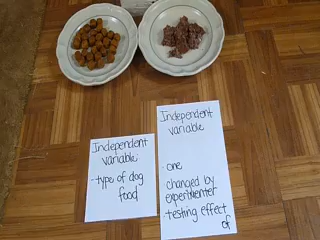 Independent
variable
- type of dog
food
Independent
variable
- one
changed by
experimenter
- testing effect
of